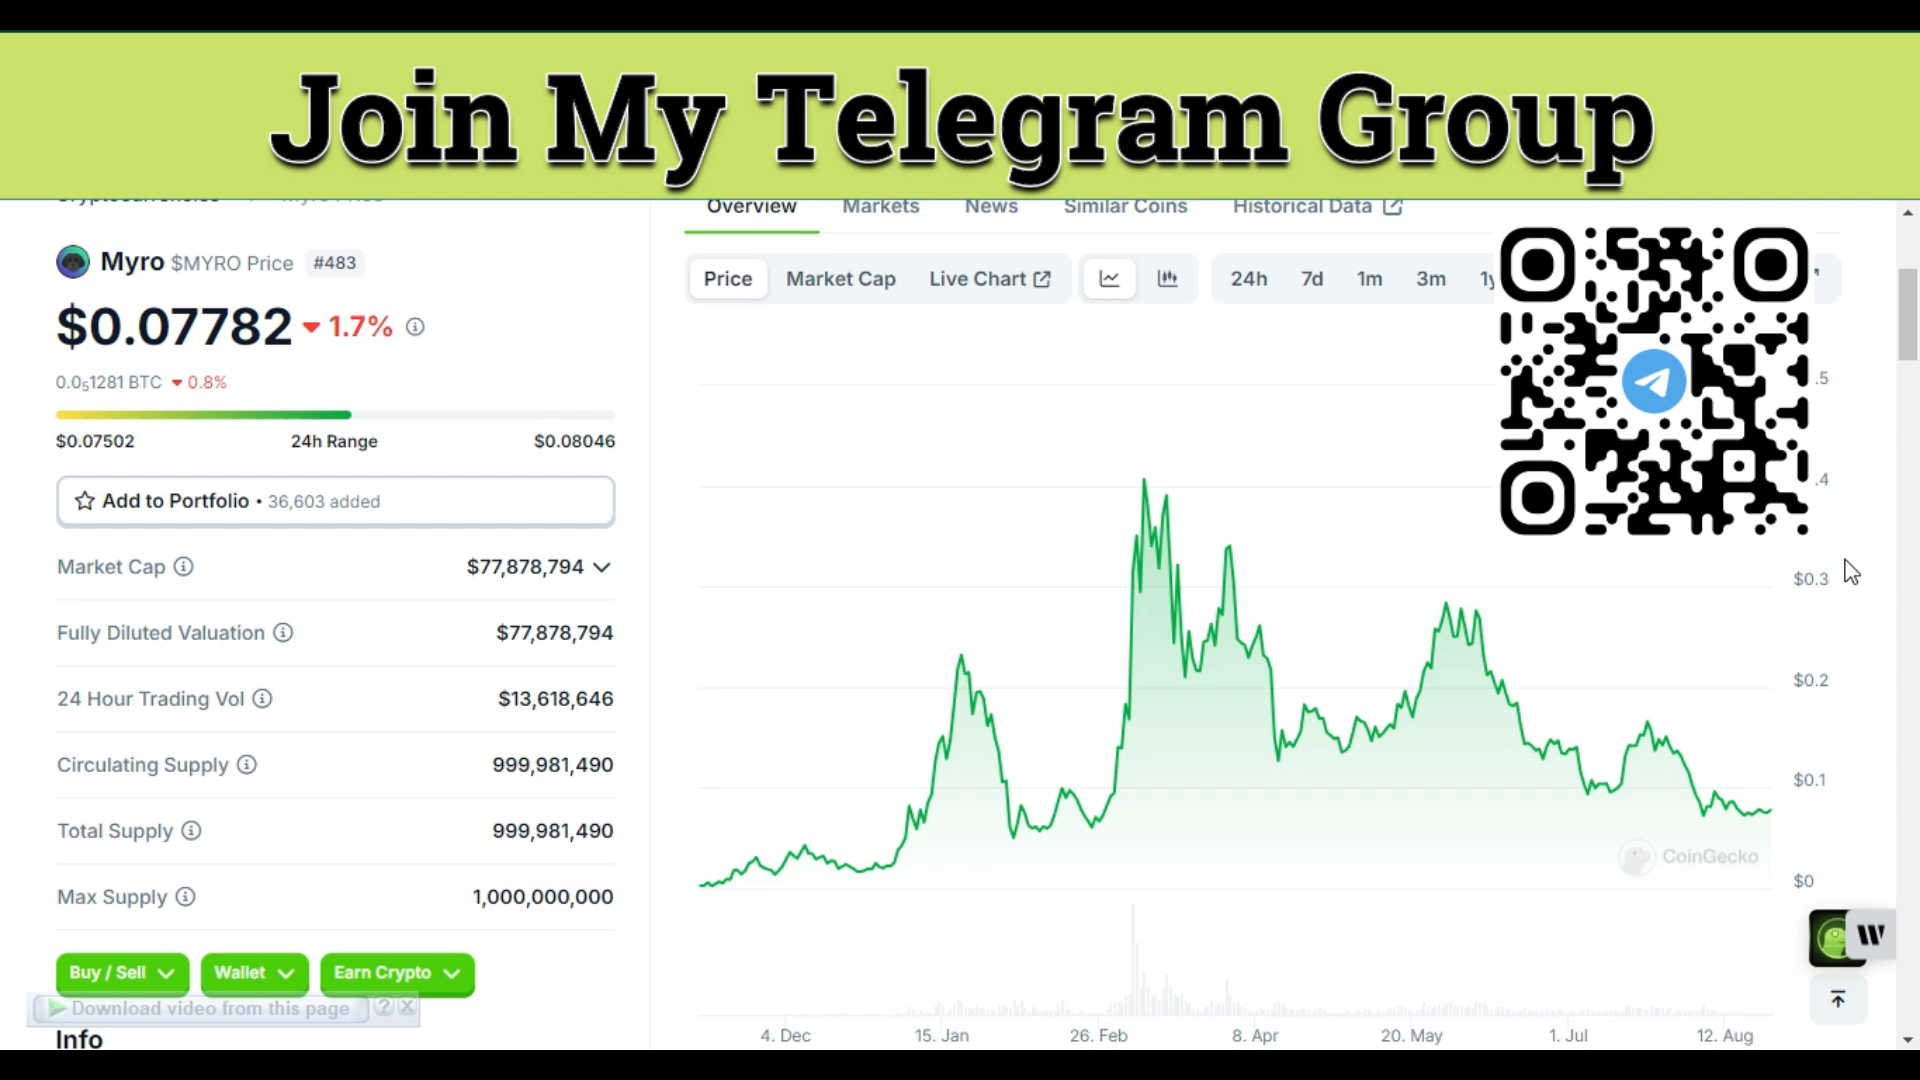 Join My Telegram Group
Overview Markets News Similar Coins Historical Data
Myro $MYRO Price #483
$0.07782 1.7%
0.0₅1281 BTC 0.8%
$0.07502 24h Range $0.08046
Add to Portfolio • 36,603 added
Market Cap $77,878,794
Fully Diluted Valuation $77,878,794
24 Hour Trading Vol $13,618,646
Circulating Supply 999,981,490
Total Supply 999,981,490
Max Supply 1,000,000,000
Buy / Sell Wallet Earn Crypto
Download video from this page ? X
Info
Price Market Cap Live Chart 24h 7d 1m 3m
.5
.4
$0.3
$0.2
$0.1
$0
CoinGecko
W
4. Dec 15. Jan 26. Feb 8. Apr 20. May 1. Jul 12. Aug